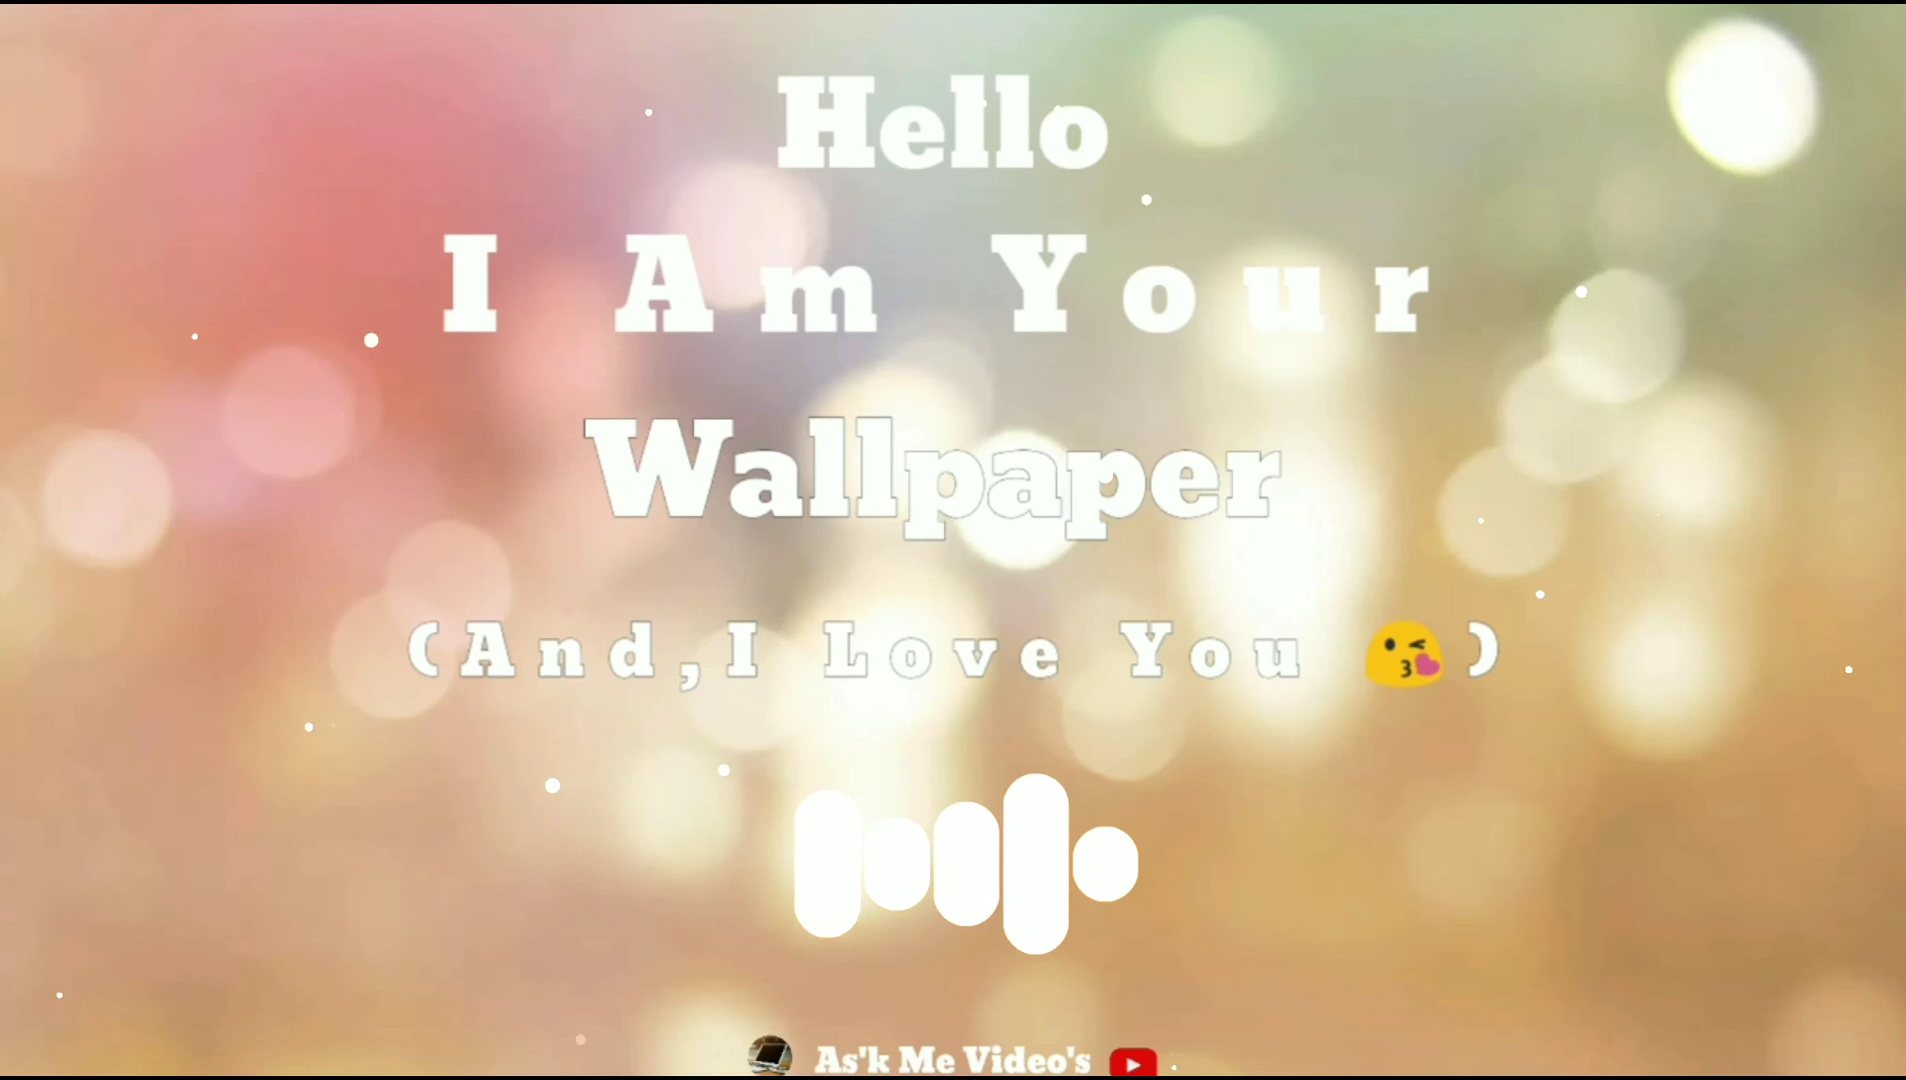 Hello
I Am Your
Wallpaper
(And,I Love You 😘)
As'k Me Video's